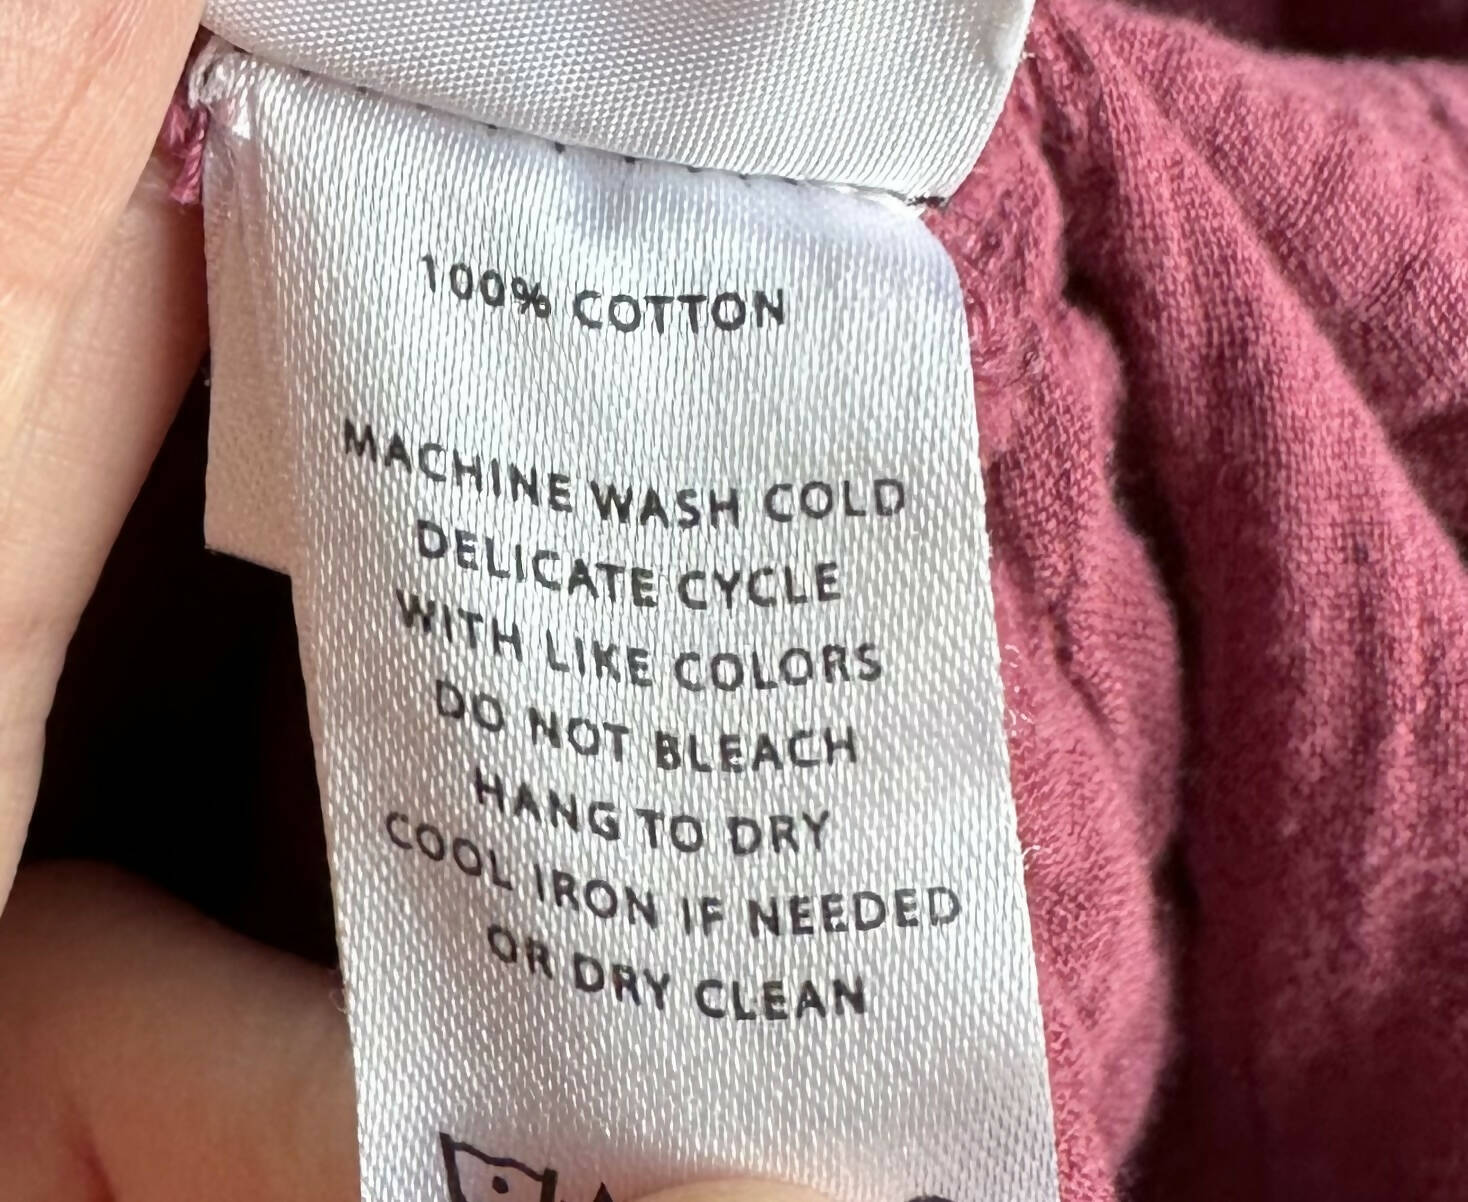 100% COTTON
MACHINE WASH COLD
DELICATE CYCLE
WITH LIKE COLORS
DO NOT BLEACH
HANG TO DRY
COOL IRON IF NEEDED
OR DRY CLEAN